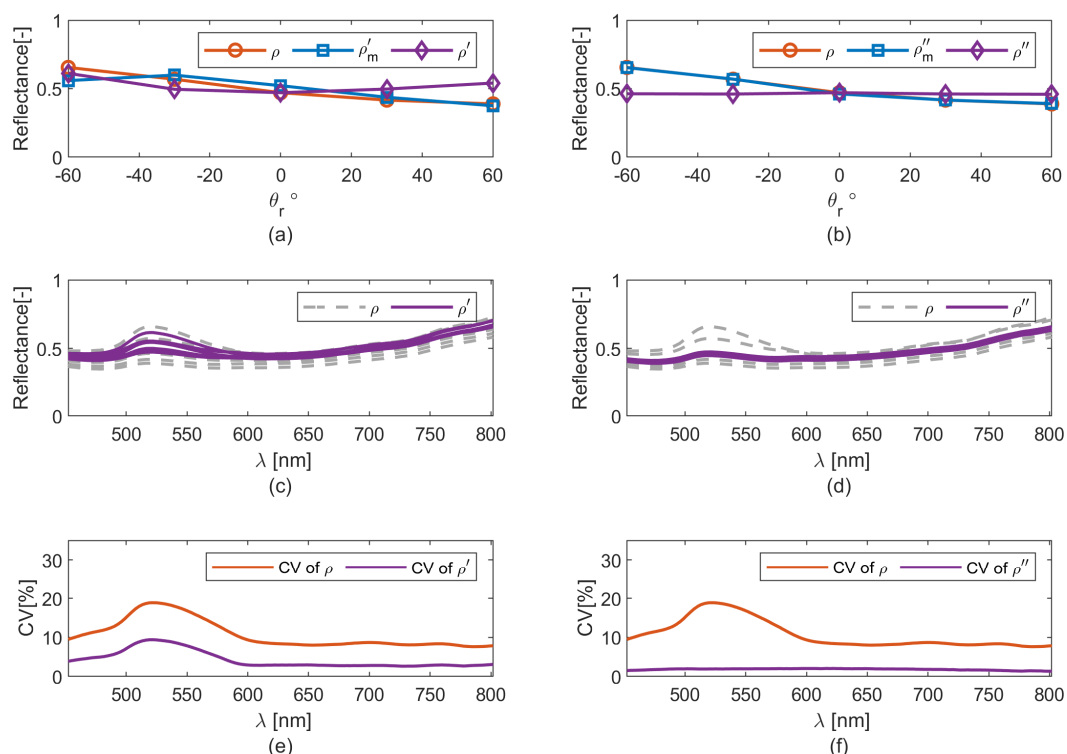 Reflectance[-]
1
0.5
0
ρ ρ′m ρ′
-60 -40 -20 0 20 40 60
θr °
(a)
Reflectance[-]
1
0.5
0
ρ ρ″m ρ″
-60 -40 -20 0 20 40 60
θr °
(b)
Reflectance[-]
1
0.5
0
ρ ρ′
500 550 600 650 700 750 800
λ [nm]
(c)
Reflectance[-]
1
0.5
0
ρ ρ″
500 550 600 650 700 750 800
λ [nm]
(d)
CV[%]
30
20
10
0
CV of ρ CV of ρ′
500 550 600 650 700 750 800
λ [nm]
(e)
CV[%]
30
20
10
0
CV of ρ CV of ρ″
500 550 600 650 700 750 800
λ [nm]
(f)